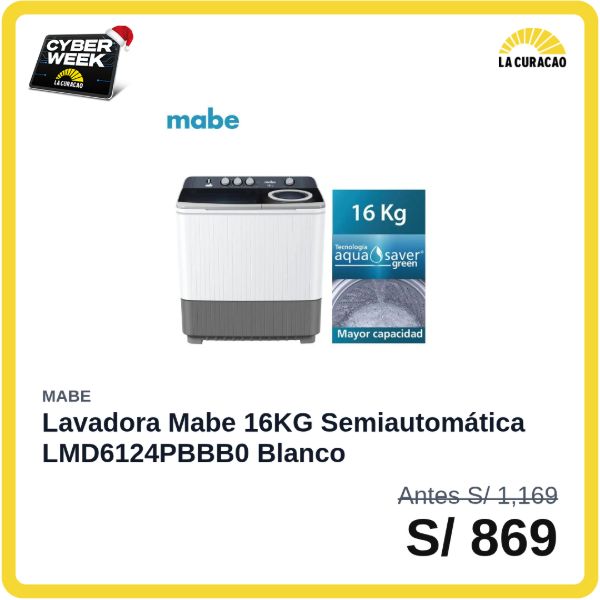 CYBER
WEEK
LA CURACAO
LA CURACAO
mabe
mabe
16 Kg
Tecnología
aqua saver®
green
Mayor capacidad
MABE
Lavadora Mabe 16KG Semiautomática
LMD6124PBBB0 Blanco
Antes S/ 1,169
S/ 869